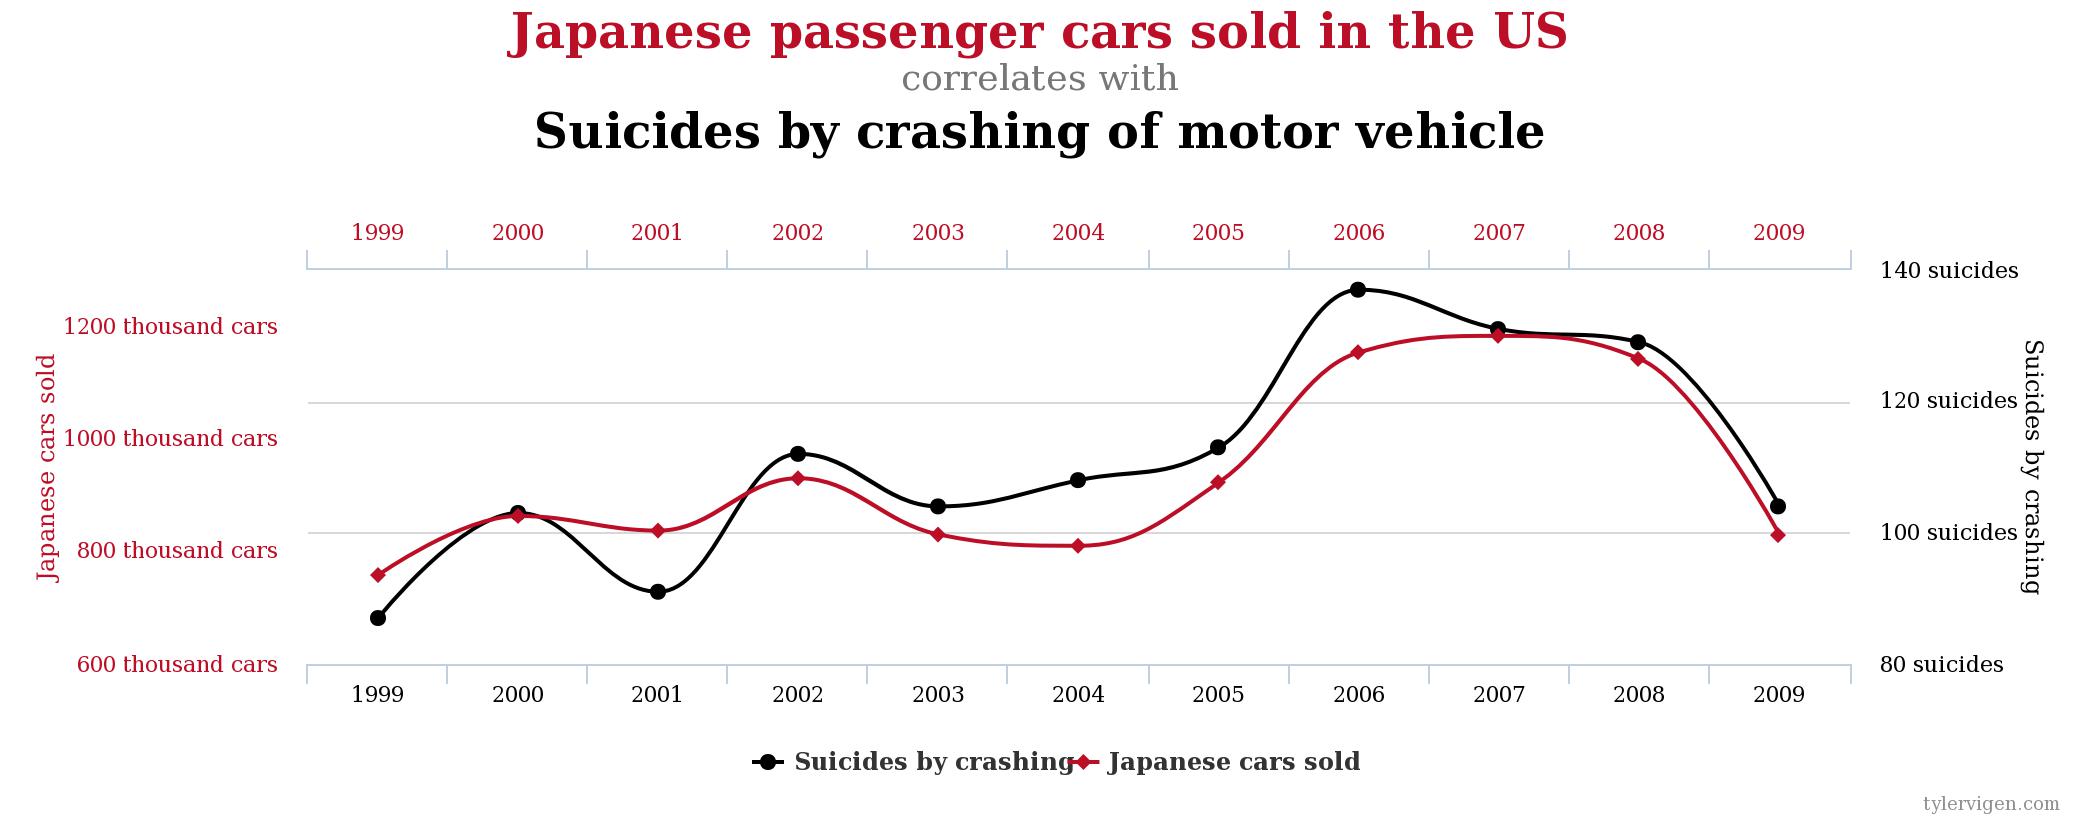 Japanese passenger cars sold in the US
correlates with
Suicides by crashing of motor vehicle
1999 2000 2001 2002 2003 2004 2005 2006 2007 2008 2009
140 suicides
1200 thousand cars
120 suicides
1000 thousand cars
100 suicides
800 thousand cars
600 thousand cars
80 suicides
Japanese cars sold
Suicides by crashing
1999 2000 2001 2002 2003 2004 2005 2006 2007 2008 2009
Suicides by crashing Japanese cars sold
tylervigen.com